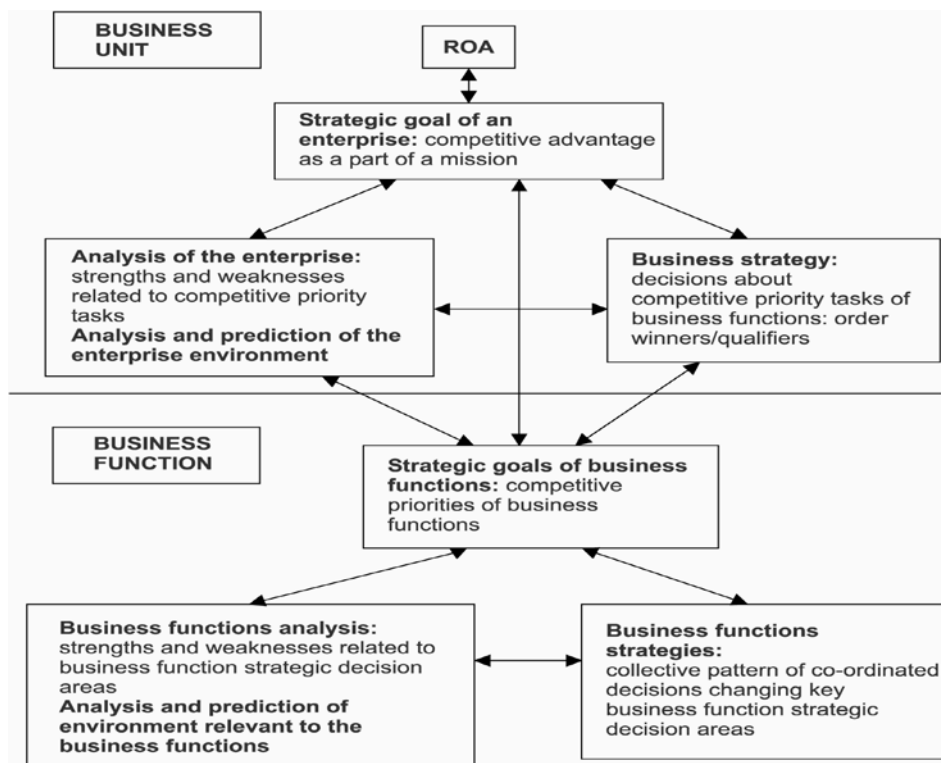 BUSINESS
UNIT
ROA
Strategic goal of an
enterprise: competitive advantage
as a part of a mission
Analysis of the enterprise:
strengths and weaknesses
related to competitive priority
tasks
Analysis and prediction of the
enterprise environment
Business strategy:
decisions about
competitive priority tasks of
business functions: order
winners/qualifiers
BUSINESS
FUNCTION
Strategic goals of business
functions: competitive
priorities of business
functions
Business functions analysis:
strengths and weaknesses related to
business function strategic decision
areas
Analysis and prediction of
environment relevant to the
business functions
Business functions
strategies:
collective pattern of co-ordinated
decisions changing key
business function strategic
decision areas